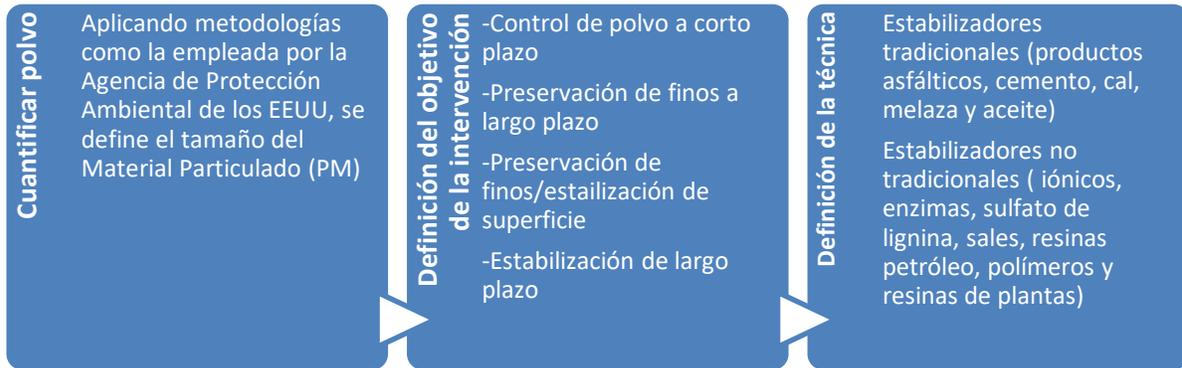 Cuantificar polvo
Aplicando metodologías
como la empleada por la
Agencia de Protección
Ambiental de los EEUU, se
define el tamaño del
Material Particulado (PM)
Definición del objetivo
de la intervención
-Control de polvo a corto
plazo
-Preservación de finos a
largo plazo
-Preservación de
finos/estailización de
superficie
-Estabilización de largo
plazo
Definición de la técnica
Estabilizadores
tradicionales (productos
asfálticos, cemento, cal,
melaza y aceite)
Estabilizadores no
tradicionales ( iónicos,
enzimas, sulfato de
lignina, sales, resinas
petróleo, polímeros y
resinas de plantas)